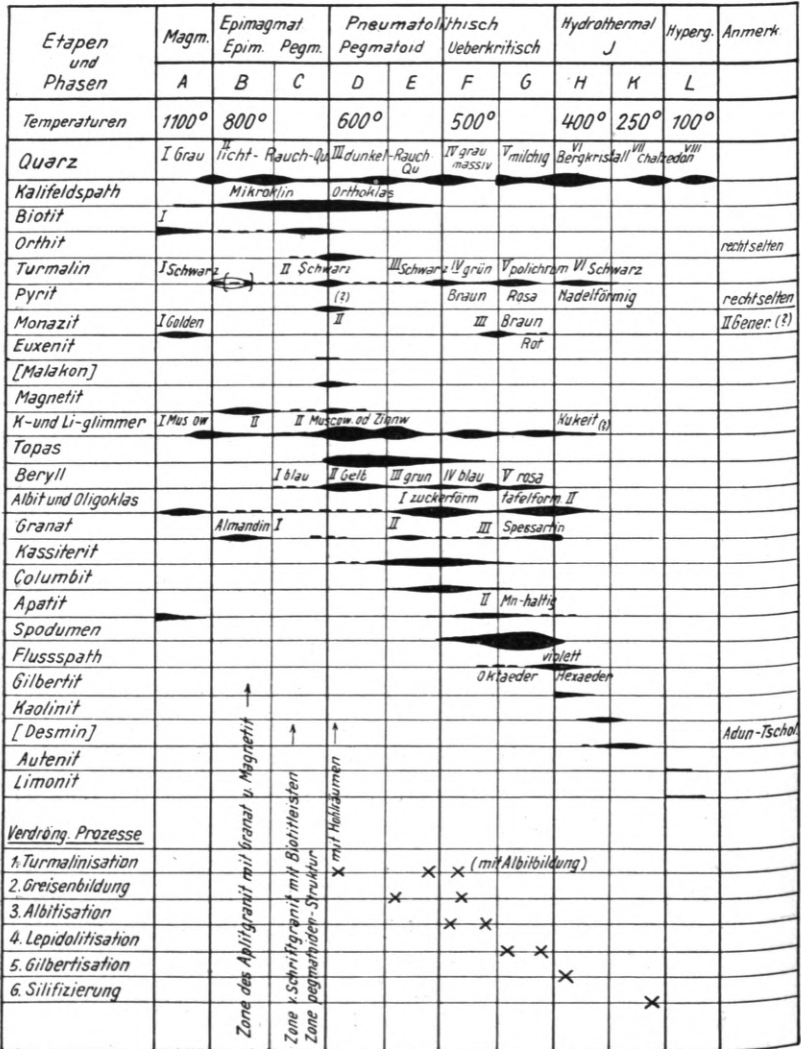 Etapen und Phasen Magm. Epimagmat Epim. Pegm. Pneumatolithisch Pegmatoid Ueberkritisch Hydrothermal J Hyperg. Anmerk.
A B C D E F G H K L
Temperaturen 1100° 800° 600° 500° 400° 250° 100°
Quarz I Grau II licht-Rauch-Qu. III dunkel-Rauch Qu IV grau massiv V milchig VI Bergkristall VII Chalzedon VIII
Kalifeldspath Mikroklin Orthoklas
Biotit I
Orthit recht selten
Turmalin I Schwarz II Schwarz III Schwarz IV grün V polichrom VI Schwarz
Pyrit (?) Braun Rosa Nadelförmig recht selten
Monazit I Golden II III Braun II Gener. (?)
Euxenit Rot
[Malakon]
Magnetit
K-und Li-glimmer I Mus ow II II Muscow. od Zinnw Kukeit (?)
Topas
Beryll I blau II Gelb III grun IV blau V rosa
Albit und Oligoklas I zuckerförm tafelform II
Granat Almandin I II III Spessartin
Kassiterit
Columbit
Apatit II Mn-haltig
Spodumen
Flussspath violett
Oktaeder Hexaeder
Gilbertit
Kaolinit
[Desmin] Adun-Tschol.
Autenit
Limonit
Verdräng. Prozesse
1. Turmalinisation (mit Albitbildung)
2. Greisenbildung
3. Albitisation
4. Lepidolitisation
5. Gilbertisation
6. Silifizierung
Zone des Aplitgranit mit Granat u. Magnetit
Zone v. Schriftgranit mit Biotitleisten
Zone pegmatoiden-Struktur
mit Hohlräumen